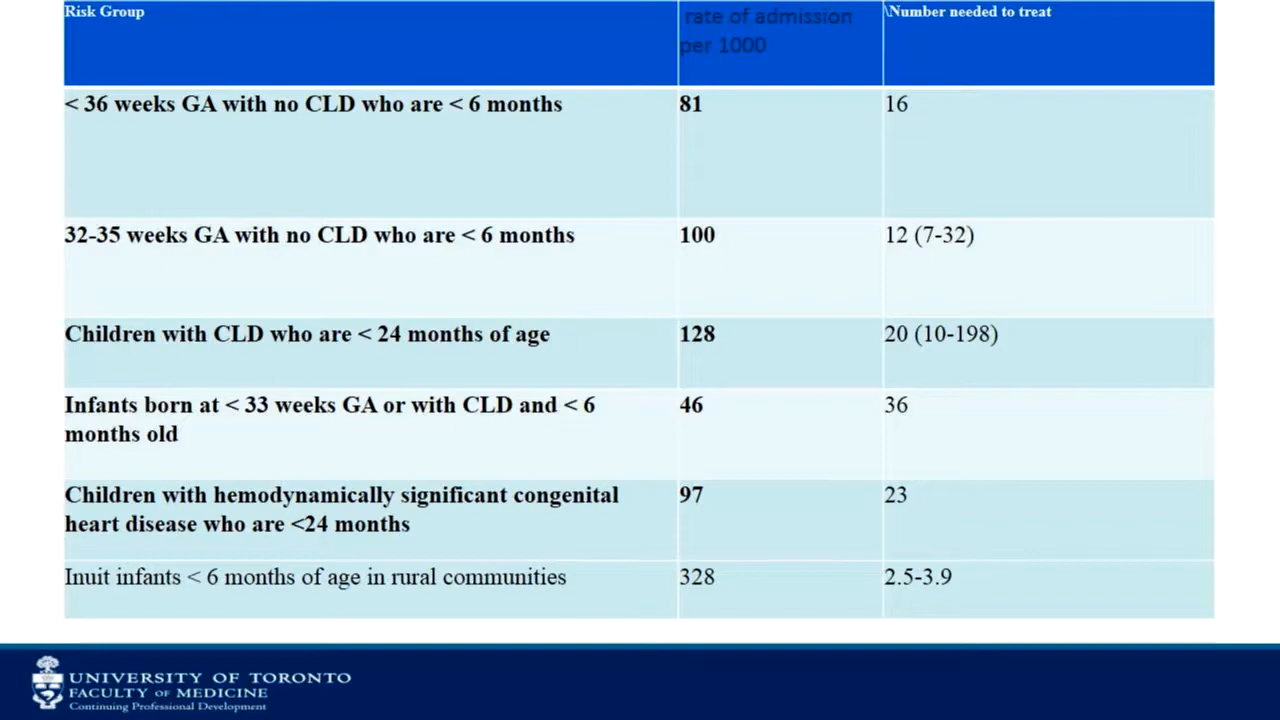 Risk Group
rate of admission
per 1000
\Number needed to treat
< 36 weeks GA with no CLD who are < 6 months
81
16
32-35 weeks GA with no CLD who are < 6 months
100
12 (7-32)
Children with CLD who are < 24 months of age
128
20 (10-198)
Infants born at < 33 weeks GA or with CLD and < 6
months old
46
36
Children with hemodynamically significant congenital
heart disease who are <24 months
97
23
Inuit infants < 6 months of age in rural communities
328
2.5-3.9
UNIVERSITY OF TORONTO
FACULTY OF MEDICINE
Continuing Professional Development